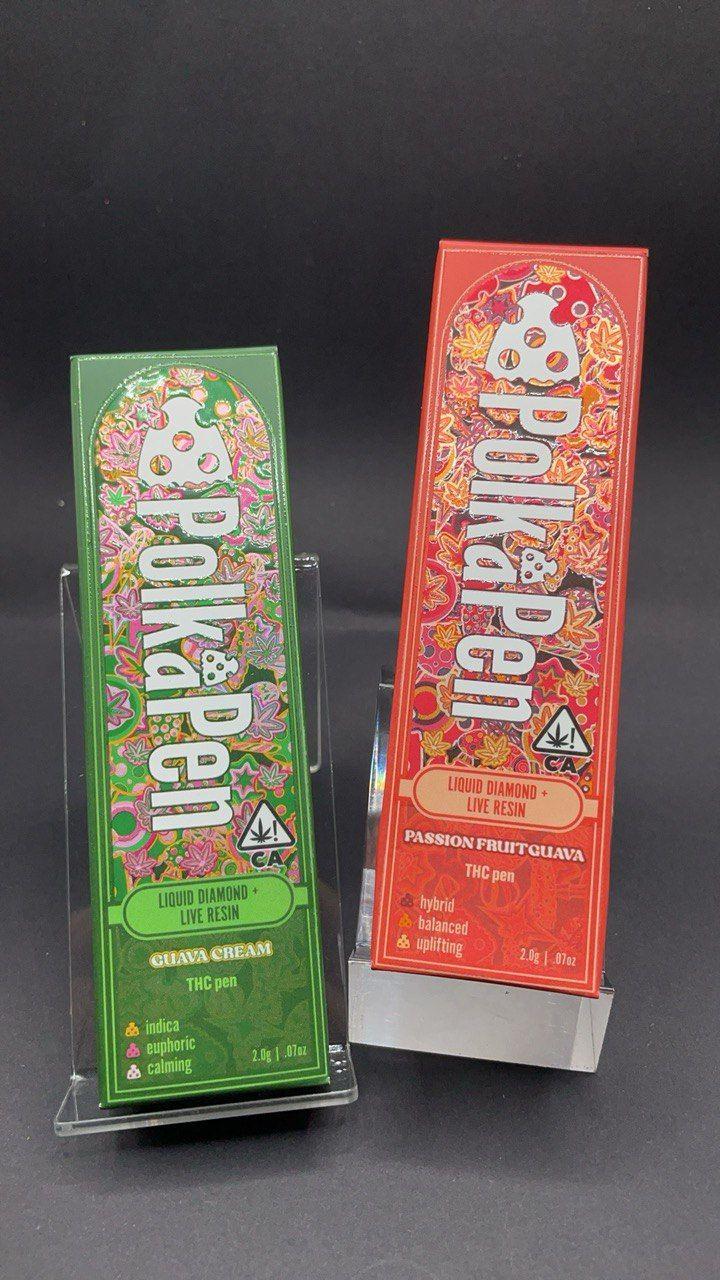 PolkaPen
CA
LIQUID DIAMOND +
LIVE RESIN
GUAVA CREAM
THC pen
indica
euphoric
calming
2.0g | .07oz
PolkaPen
CA
LIQUID DIAMOND +
LIVE RESIN
PASSION FRUIT GUAVA
THC pen
hybrid
balanced
uplifting
2.0g | .07oz